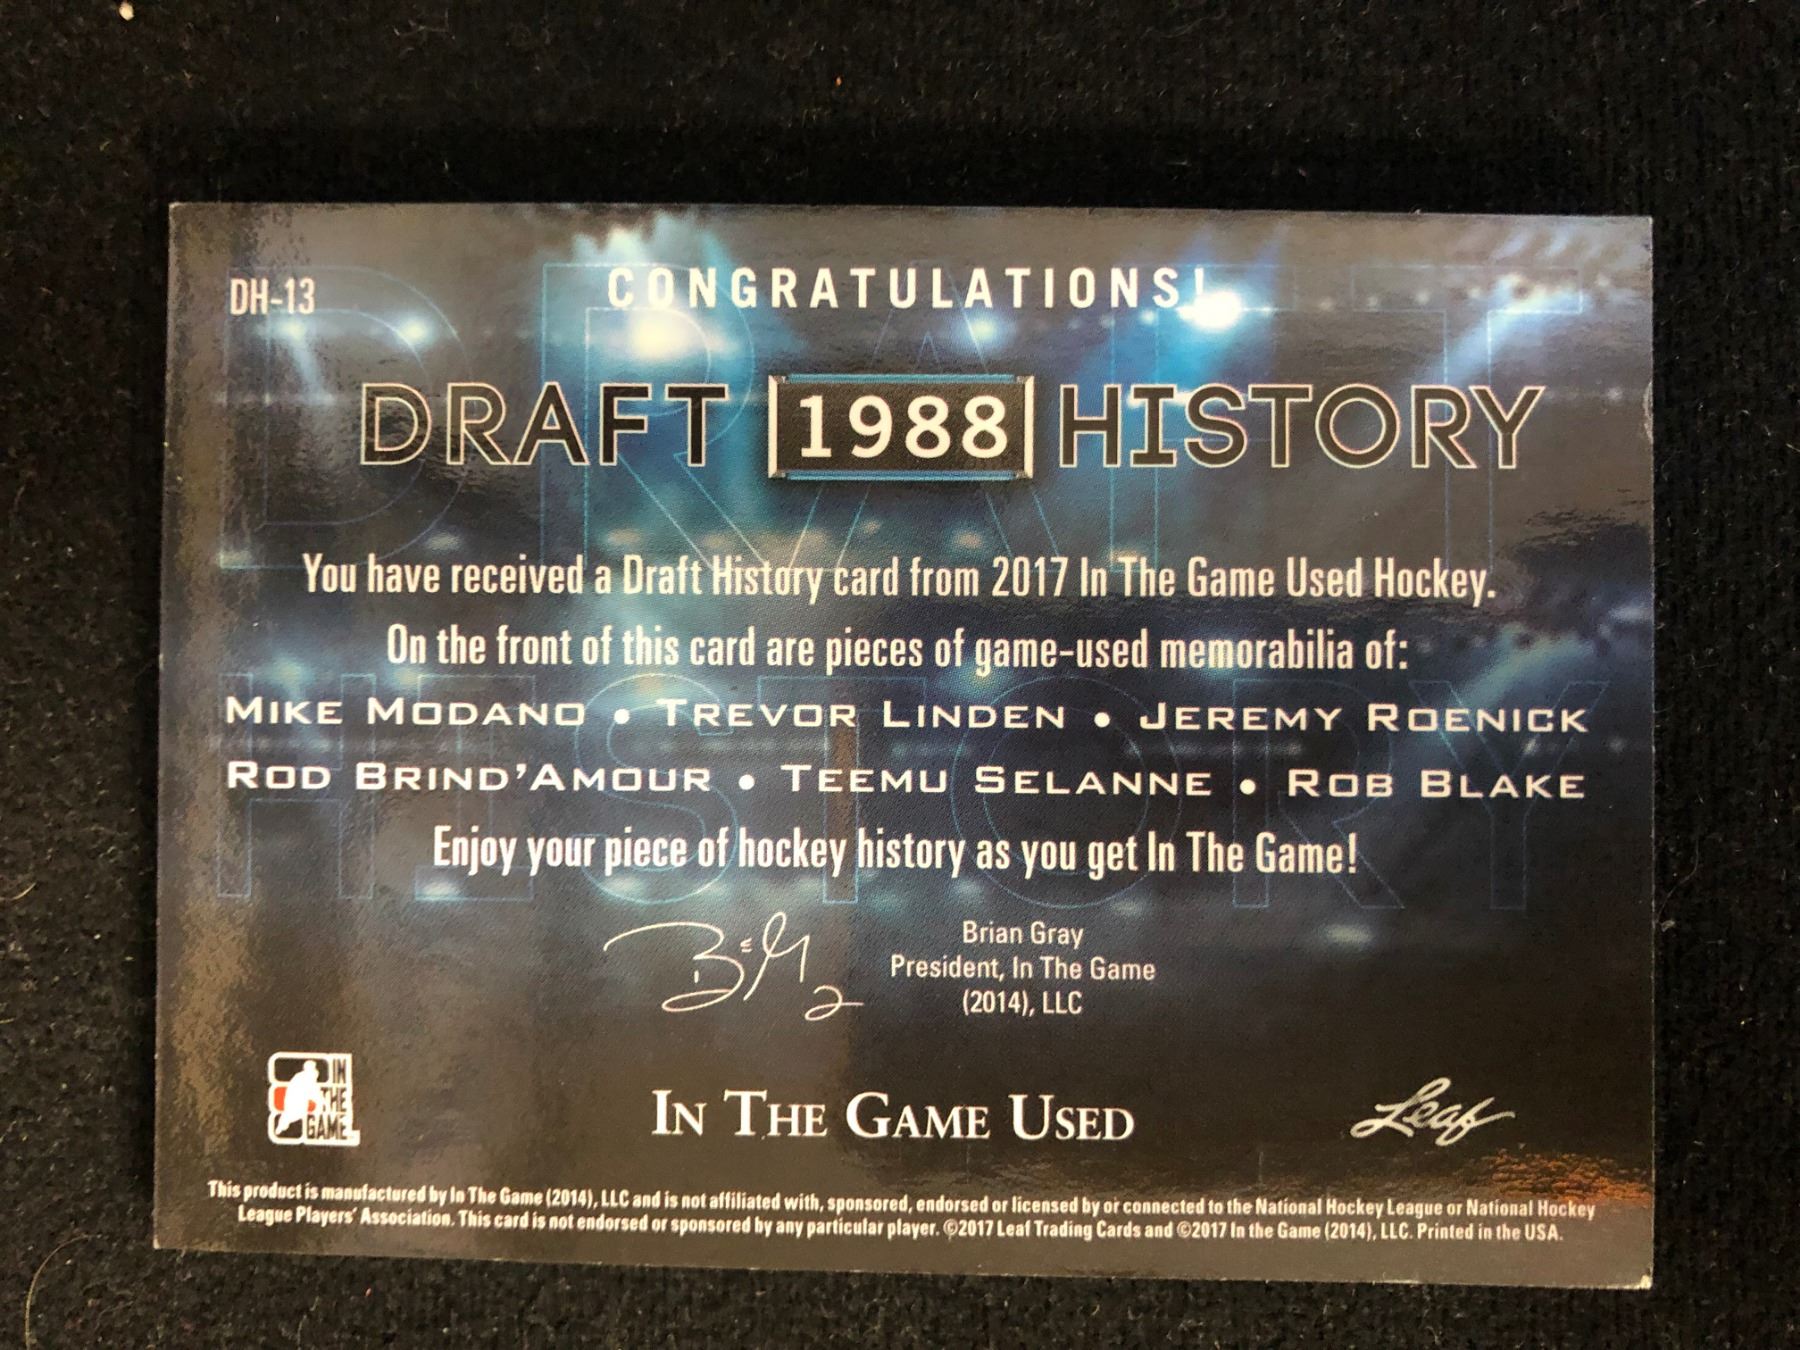 DH-13
CONGRATULATIONS!
DRAFT 1988 HISTORY
You have received a Draft History card from 2017 In The Game Used Hockey.
On the front of this card are pieces of game-used memorabilia of:
MIKE MODANO • TREVOR LINDEN • JEREMY ROENICK
ROD BRIND'AMOUR • TEEMU SELANNE • ROB BLAKE
Enjoy your piece of hockey history as you get In The Game!
Brian Gray
President, In The Game
(2014), LLC
IN
THE
GAME
IN THE GAME USED
Leaf
This product is manufactured by In The Game (2014), LLC and is not affiliated with, sponsored, endorsed or licensed by or connected to the National Hockey League or National Hockey
League Players' Association. This card is not endorsed or sponsored by any particular player. ©2017 Leaf Trading Cards and ©2017 In the Game (2014), LLC. Printed in the USA.
DRAFT
HISTORY